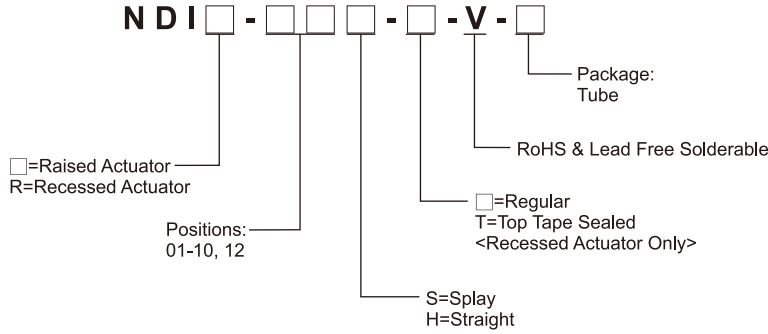 NDI□-□□□-□-V-□
Package:
Tube
RoHS & Lead Free Solderable
□=Raised Actuator
R=Recessed Actuator
□=Regular
T=Top Tape Sealed
<Recessed Actuator Only>
Positions:
01-10, 12
S=Splay
H=Straight